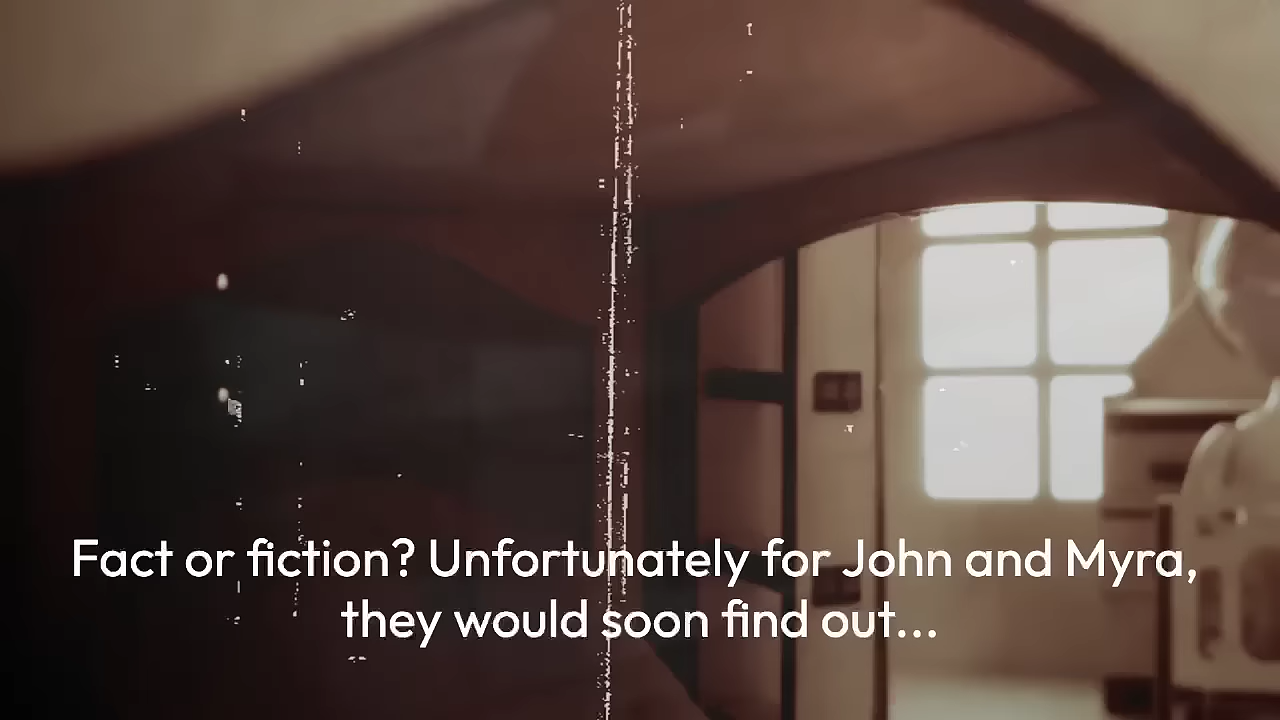 Fact or fiction? Unfortunately for John and Myra,
they would soon find out...